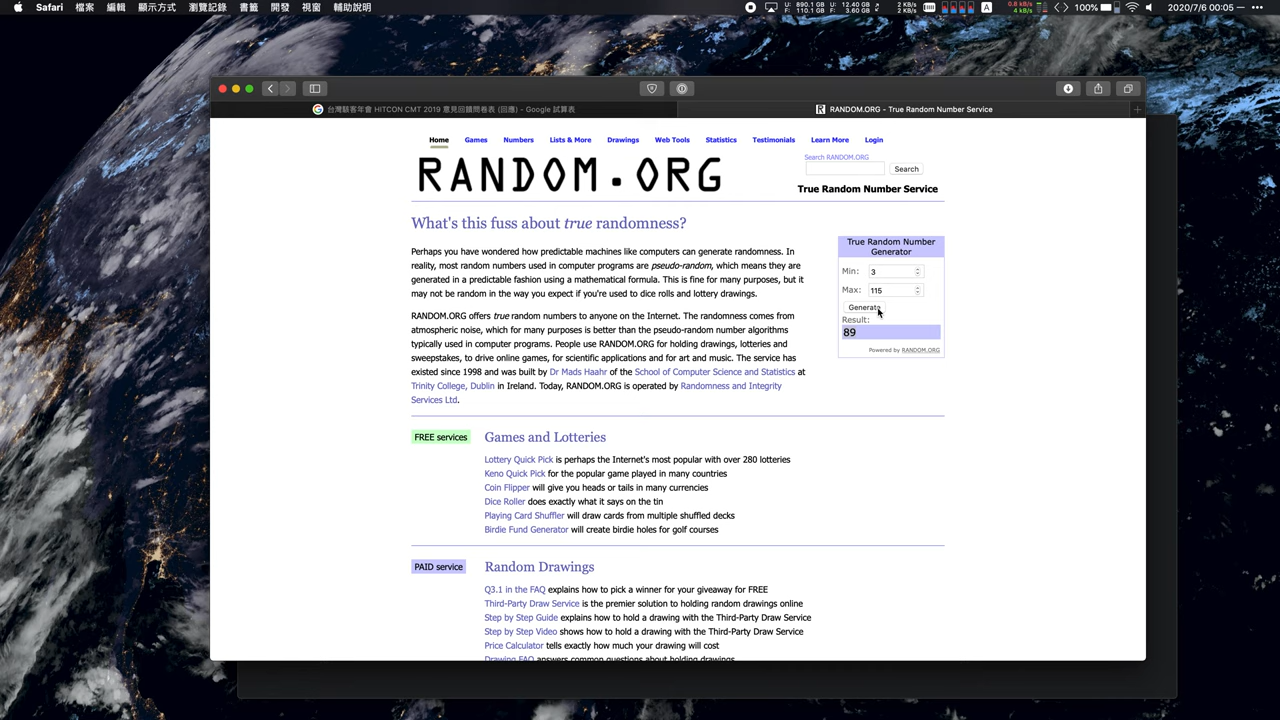 Safari 檔案 編輯 顯示方式 瀏覽記錄 書籤 開發 視窗 輔助說明
U: 890.1 G: U: 12.40 G: 2 KB/s 0.8 kB/s A 100% 2020/7/6 00:05
F: 110.1 G: F: 3.60 G: 0 KB/s 4 kB/s
台灣駭客年會 HITCON CMT 2019 意見回饋問卷表 (回應) - Google 試算表
RANDOM.ORG - True Random Number Service
Home Games Numbers Lists & More Drawings Web Tools Statistics Testimonials Learn More Login
RANDOM.ORG
Search RANDOM.ORG
Search
True Random Number Service
What's this fuss about true randomness?
Perhaps you have wondered how predictable machines like computers can generate randomness. In
reality, most random numbers used in computer programs are pseudo-random, which means they are
generated in a predictable fashion using a mathematical formula. This is fine for many purposes, but it
may not be random in the way you expect if you're used to dice rolls and lottery drawings.
RANDOM.ORG offers true random numbers to anyone on the Internet. The randomness comes from
atmospheric noise, which for many purposes is better than the pseudo-random number algorithms
typically used in computer programs. People use RANDOM.ORG for holding drawings, lotteries and
sweepstakes, to drive online games, for scientific applications and for art and music. The service has
existed since 1998 and was built by Dr Mads Haahr of the School of Computer Science and Statistics at
Trinity College, Dublin in Ireland. Today, RANDOM.ORG is operated by Randomness and Integrity
Services Ltd.
True Random Number
Generator
Min: 3
Max: 115
Generate
Result:
89
Powered by RANDOM.ORG
FREE services
Games and Lotteries
Lottery Quick Pick is perhaps the Internet's most popular with over 280 lotteries
Keno Quick Pick for the popular game played in many countries
Coin Flipper will give you heads or tails in many currencies
Dice Roller does exactly what it says on the tin
Playing Card Shuffler will draw cards from multiple shuffled decks
Birdie Fund Generator will create birdie holes for golf courses
PAID service
Random Drawings
Q3.1 in the FAQ explains how to pick a winner for your giveaway for FREE
Third-Party Draw Service is the premier solution to holding random drawings online
Step by Step Guide explains how to hold a drawing with the Third-Party Draw Service
Step by Step Video shows how to hold a drawing with the Third-Party Draw Service
Price Calculator tells exactly how much your drawing will cost
Drawing FAQ answers common questions about holding drawings